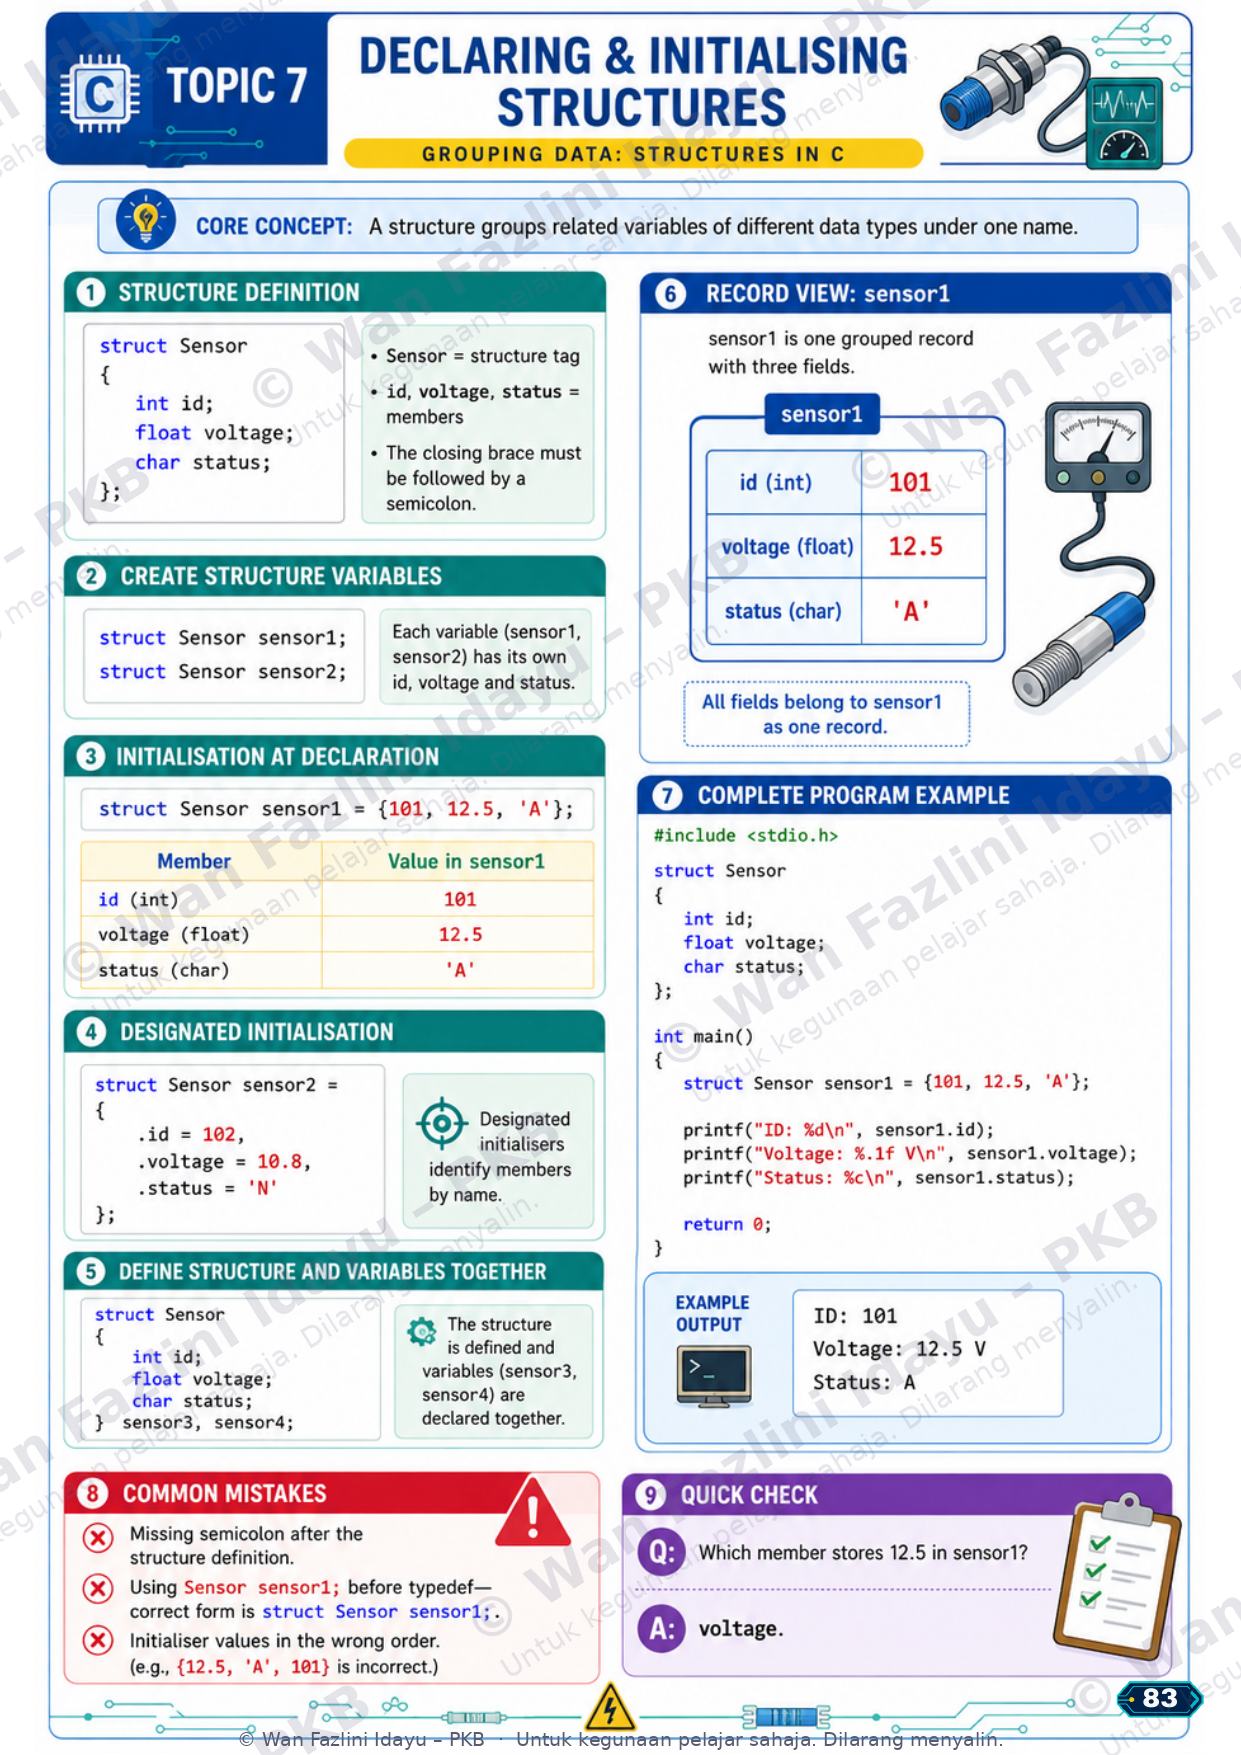 C
TOPIC 7
DECLARING & INITIALISING
STRUCTURES
GROUPING DATA: STRUCTURES IN C
CORE CONCEPT: A structure groups related variables of different data types under one name.
1 STRUCTURE DEFINITION
struct Sensor
{
int id;
float voltage;
char status;
};
• Sensor = structure tag
• id, voltage, status =
members
• The closing brace must
be followed by a
semicolon.
2 CREATE STRUCTURE VARIABLES
struct Sensor sensor1;
struct Sensor sensor2;
Each variable (sensor1,
sensor2) has its own
id, voltage and status.
3 INITIALISATION AT DECLARATION
struct Sensor sensor1 = {101, 12.5, 'A'};
Member Value in sensor1
id (int) 101
voltage (float) 12.5
status (char) 'A'
4 DESIGNATED INITIALISATION
struct Sensor sensor2 =
{
.id = 102,
.voltage = 10.8,
.status = 'N'
};
Designated
initialisers
identify members
by name.
5 DEFINE STRUCTURE AND VARIABLES TOGETHER
struct Sensor
{
int id;
float voltage;
char status;
} sensor3, sensor4;
The structure
is defined and
variables (sensor3,
sensor4) are
declared together.
6 RECORD VIEW: sensor1
sensor1 is one grouped record
with three fields.
sensor1
id (int) 101
voltage (float) 12.5
status (char) 'A'
All fields belong to sensor1
as one record.
7 COMPLETE PROGRAM EXAMPLE
#include <stdio.h>
struct Sensor
{
int id;
float voltage;
char status;
};
int main()
{
struct Sensor sensor1 = {101, 12.5, 'A'};
printf("ID: %d\n", sensor1.id);
printf("Voltage: %.1f V\n", sensor1.voltage);
printf("Status: %c\n", sensor1.status);
return 0;
}
EXAMPLE
OUTPUT
>_
ID: 101
Voltage: 12.5 V
Status: A
8 COMMON MISTAKES
Missing semicolon after the
structure definition.
Using Sensor sensor1; before typedef—
correct form is struct Sensor sensor1;.
Initialiser values in the wrong order.
(e.g., {12.5, 'A', 101} is incorrect.)
9 QUICK CHECK
Q: Which member stores 12.5 in sensor1?
A: voltage.
83
© Wan Fazlini Idayu – PKB · Untuk kegunaan pelajar sahaja. Dilarang menyalin.
© Wan Fazlini Idayu – PKB
Untuk kegunaan pelajar sahaja. Dilarang menyalin.